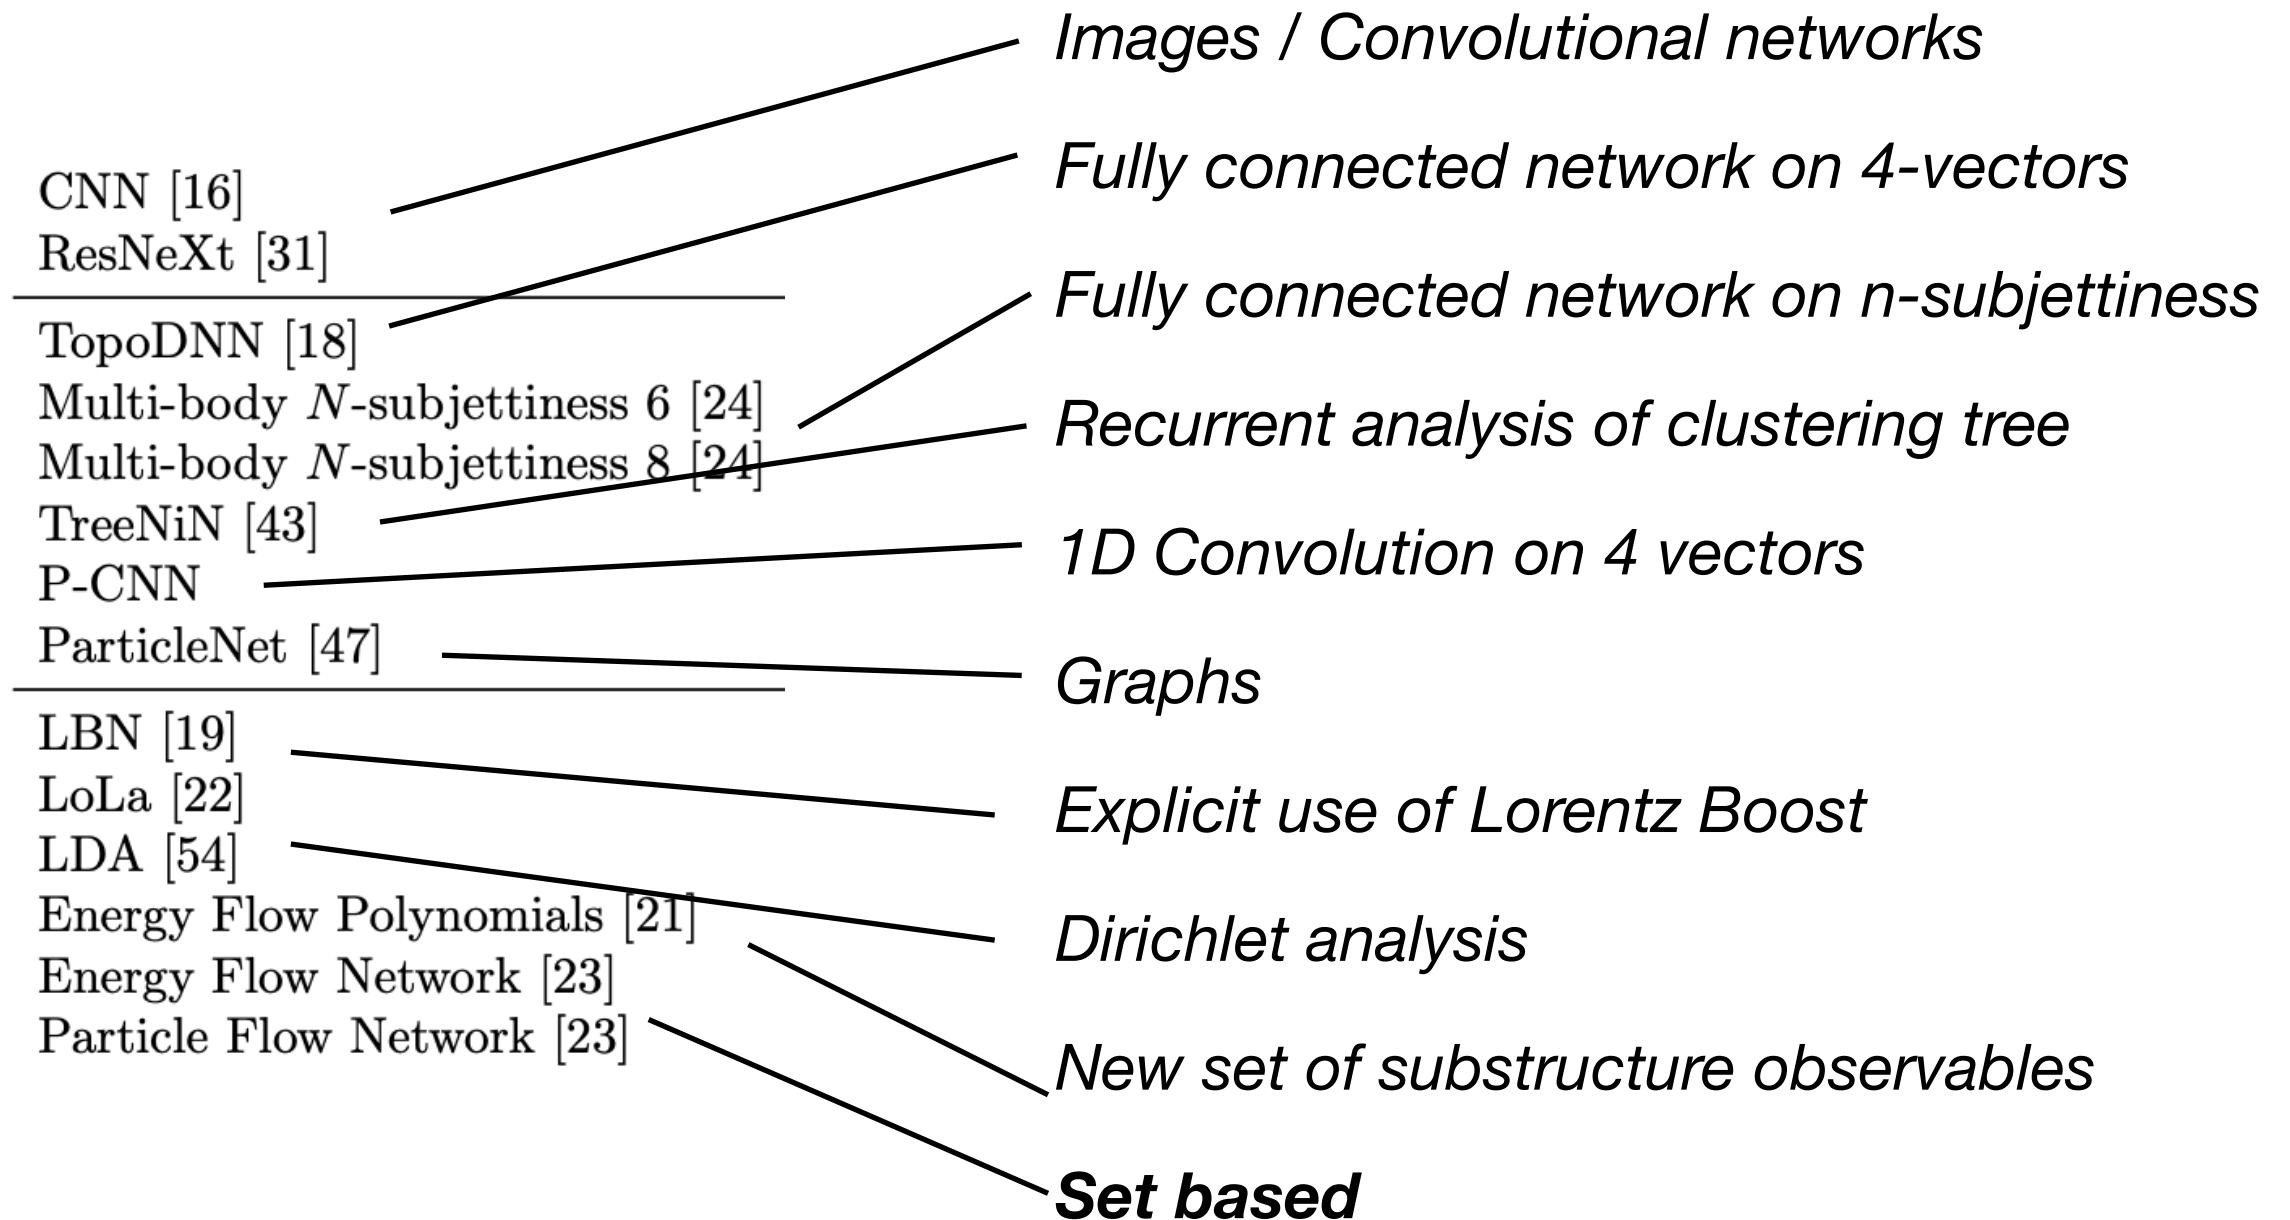 CNN [16]
ResNeXt [31]
TopoDNN [18]
Multi-body N-subjettiness 6 [24]
Multi-body N-subjettiness 8 [24]
TreeNiN [43]
P-CNN
ParticleNet [47]
LBN [19]
LoLa [22]
LDA [54]
Energy Flow Polynomials [21]
Energy Flow Network [23]
Particle Flow Network [23]
Images / Convolutional networks
Fully connected network on 4-vectors
Fully connected network on n-subjettiness
Recurrent analysis of clustering tree
1D Convolution on 4 vectors
Graphs
Explicit use of Lorentz Boost
Dirichlet analysis
New set of substructure observables
Set based